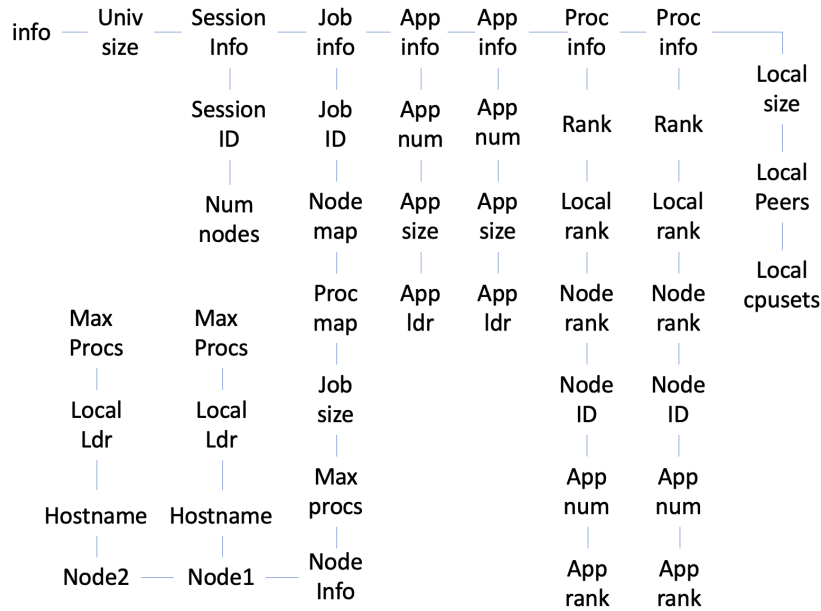 info
Univ
size
Session
Info
Job
info
App
info
App
info
Proc
info
Proc
info
Local
size
Local
Peers
Local
cpusets
Session
ID
Num
nodes
Job
ID
Node
map
Proc
map
Job
size
Max
procs
Node
Info
Node1
Hostname
Local
Ldr
Max
Procs
Node2
Hostname
Local
Ldr
Max
Procs
App
num
App
size
App
ldr
App
num
App
size
App
ldr
Rank
Local
rank
Node
rank
Node
ID
App
num
App
rank
Rank
Local
rank
Node
rank
Node
ID
App
num
App
rank